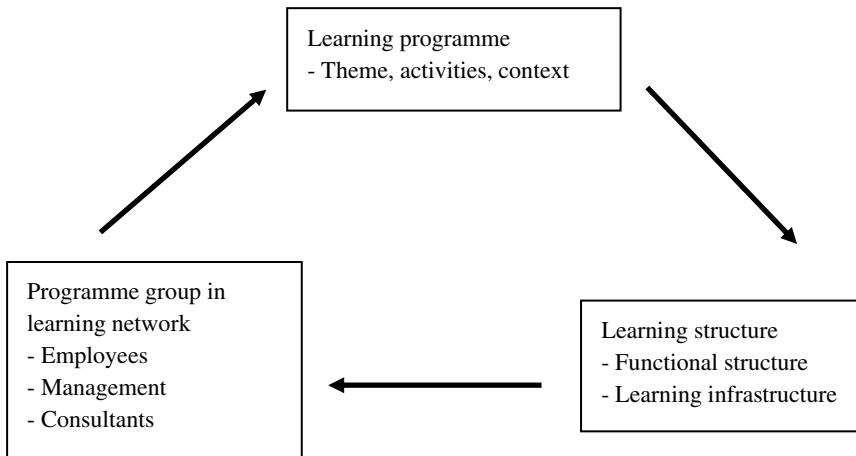 Learning programme
- Theme, activities, context
Programme group in
learning network
- Employees
- Management
- Consultants
Learning structure
- Functional structure
- Learning infrastructure